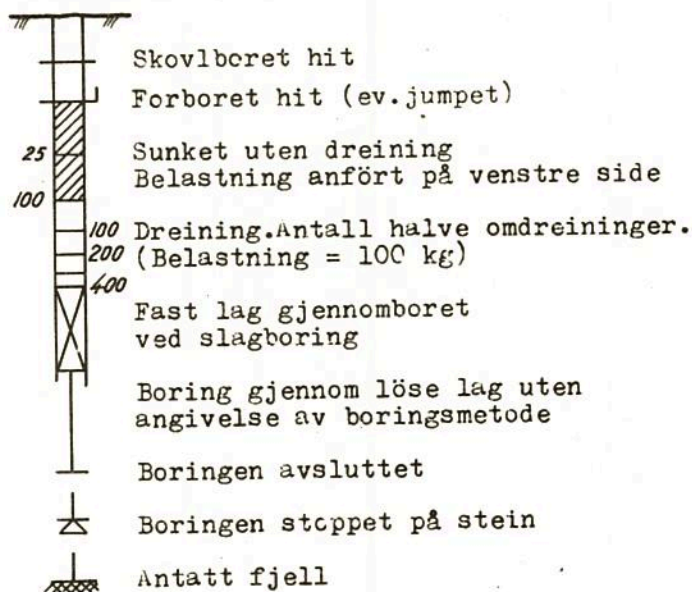 Skovlboret hit
Forboret hit (ev.jumpet)
25 Sunket uten dreining
Belastning anfört på venstre side
100
100 Dreining.Antall halve omdreininger.
200 (Belastning = 100 kg)
400
Fast lag gjennomboret
ved slagboring
Boring gjennom löse lag uten
angivelse av boringsmetode
Boringen avsluttet
Boringen stoppet på stein
Antatt fjell